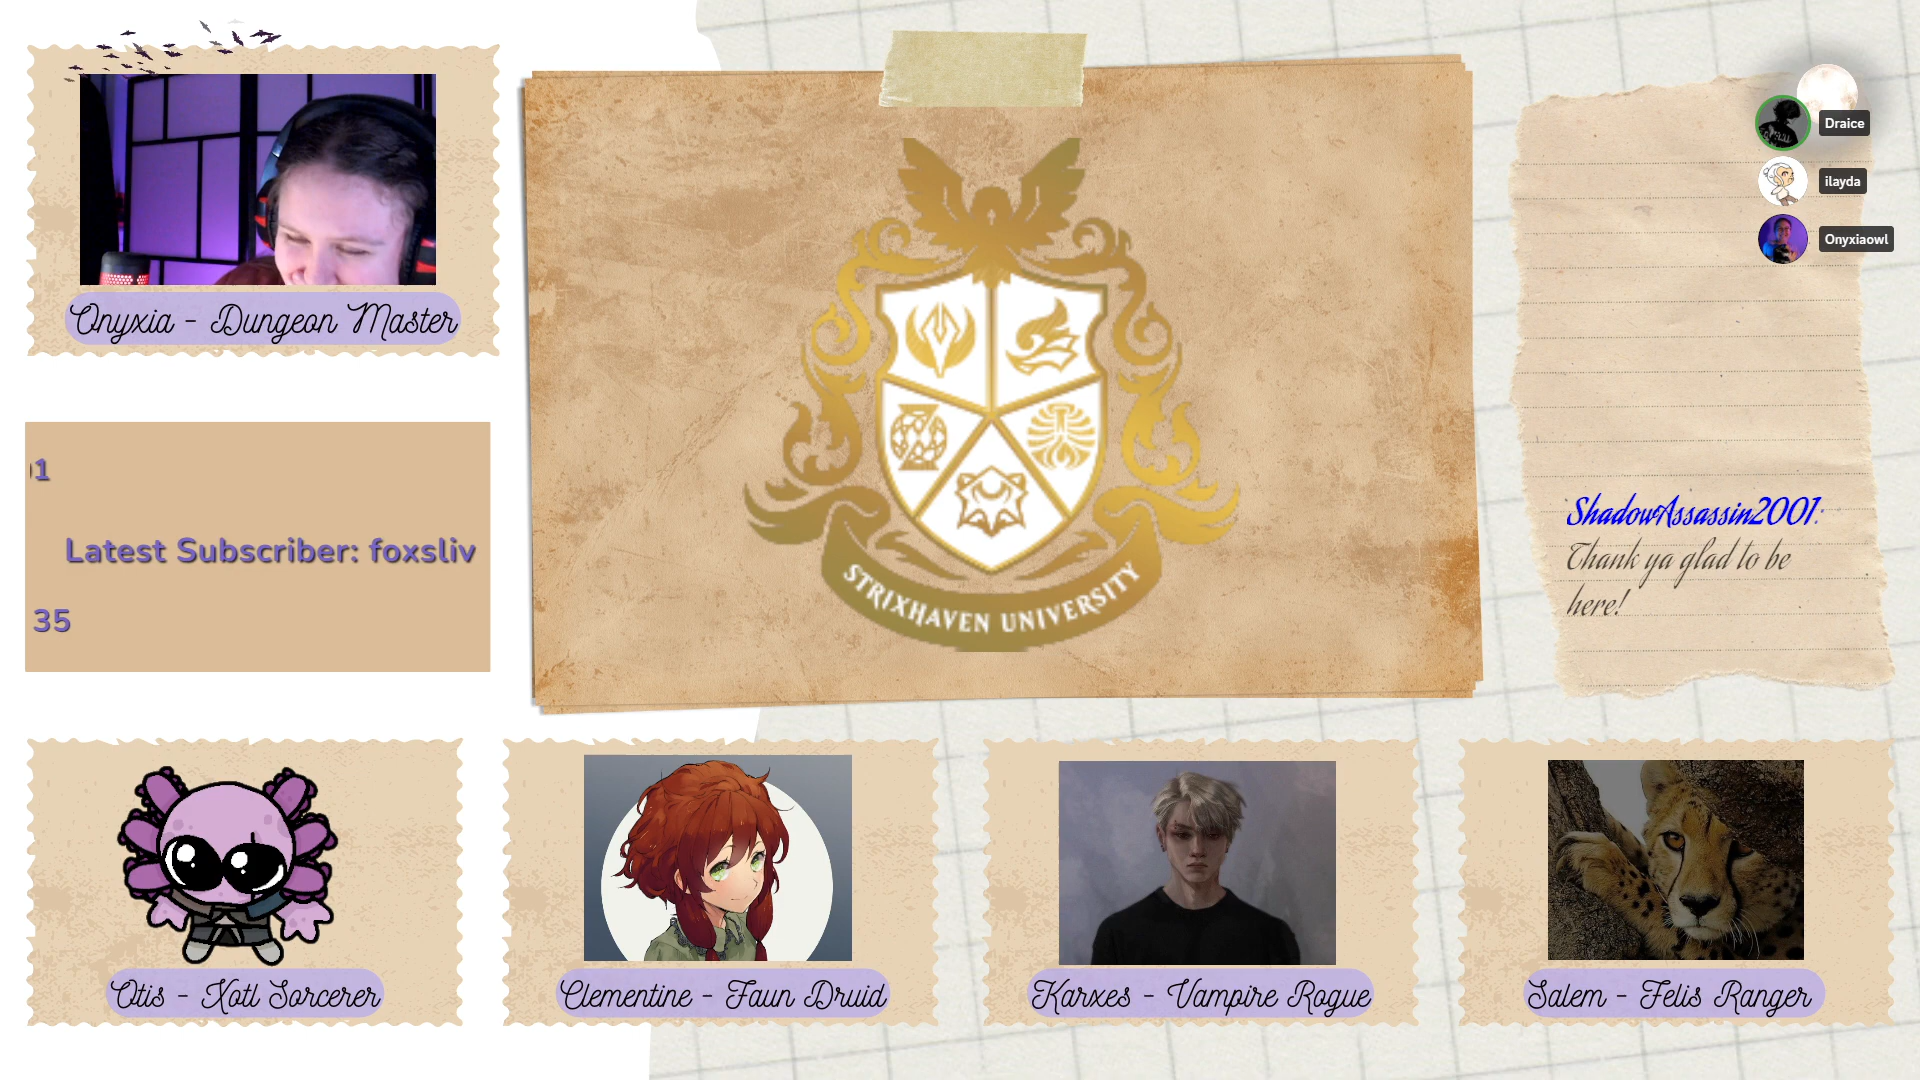 Onyxia - Dungeon Master
1
Latest Subscriber: foxsliv
35
STRIXHAVEN UNIVERSITY
Draice
ilayda
Onyxiaowl
ShadowAssassin2001:
Thank ya glad to be
here!
Otis - Xotl Sorcerer
Clementine - Faun Druid
Karxes - Vampire Rogue
Salem - Felis Ranger